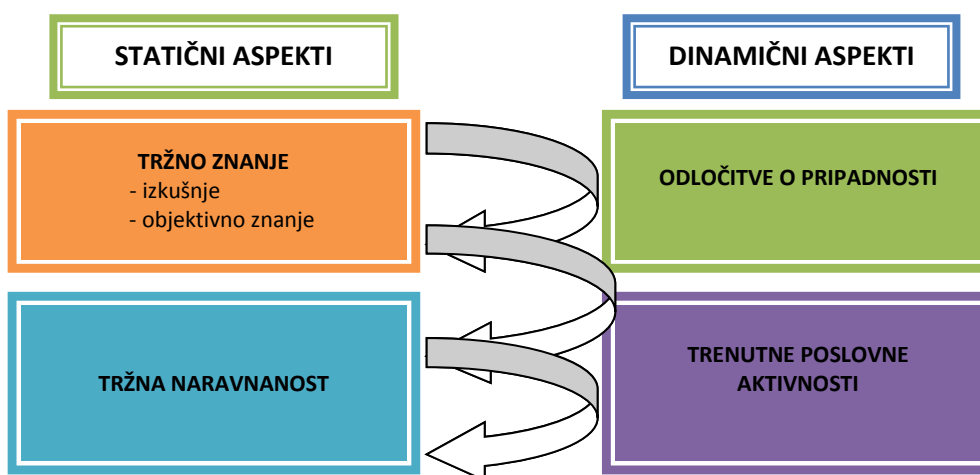 STATIČNI ASPEKTI
DINAMIČNI ASPEKTI
TRŽNO ZNANJE
- izkušnje
- objektivno znanje
ODLOČITVE O PRIPADNOSTI
TRŽNA NARAVNANOST
TRENUTNE POSLOVNE
AKTIVNOSTI